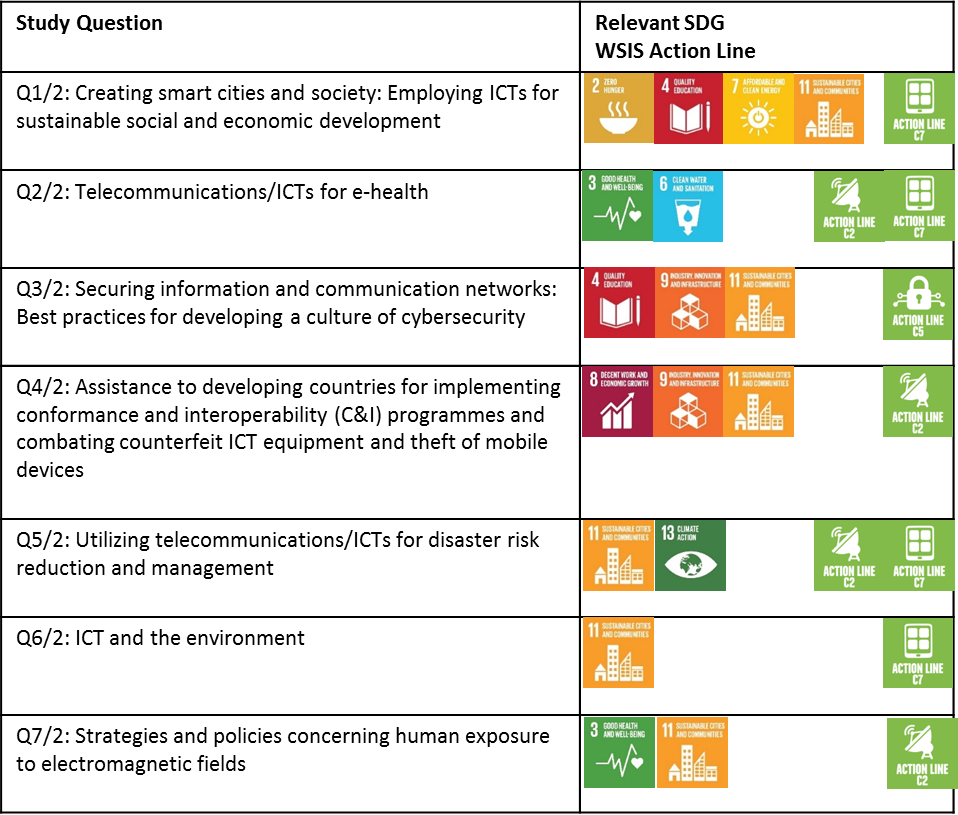 Study Question
Relevant SDG
WSIS Action Line
Q1/2: Creating smart cities and society: Employing ICTs for
sustainable social and economic development
2 ZERO
HUNGER
4 QUALITY
EDUCATION
7 AFFORDABLE AND
CLEAN ENERGY
11 SUSTAINABLE CITIES
AND COMMUNITIES
ACTION LINE
C7
Q2/2: Telecommunications/ICTs for e-health
3 GOOD HEALTH
AND WELL-BEING
6 CLEAN WATER
AND SANITATION
ACTION LINE
C2
ACTION LINE
C7
Q3/2: Securing information and communication networks:
Best practices for developing a culture of cybersecurity
4 QUALITY
EDUCATION
9 INDUSTRY, INNOVATION
AND INFRASTRUCTURE
11 SUSTAINABLE CITIES
AND COMMUNITIES
ACTION LINE
C5
Q4/2: Assistance to developing countries for implementing
conformance and interoperability (C&I) programmes and
combating counterfeit ICT equipment and theft of mobile
devices
8 DECENT WORK AND
ECONOMIC GROWTH
9 INDUSTRY, INNOVATION
AND INFRASTRUCTURE
11 SUSTAINABLE CITIES
AND COMMUNITIES
ACTION LINE
C2
Q5/2: Utilizing telecommunications/ICTs for disaster risk
reduction and management
11 SUSTAINABLE CITIES
AND COMMUNITIES
13 CLIMATE
ACTION
ACTION LINE
C2
ACTION LINE
C7
Q6/2: ICT and the environment
11 SUSTAINABLE CITIES
AND COMMUNITIES
ACTION LINE
C7
Q7/2: Strategies and policies concerning human exposure
to electromagnetic fields
3 GOOD HEALTH
AND WELL-BEING
11 SUSTAINABLE CITIES
AND COMMUNITIES
ACTION LINE
C2